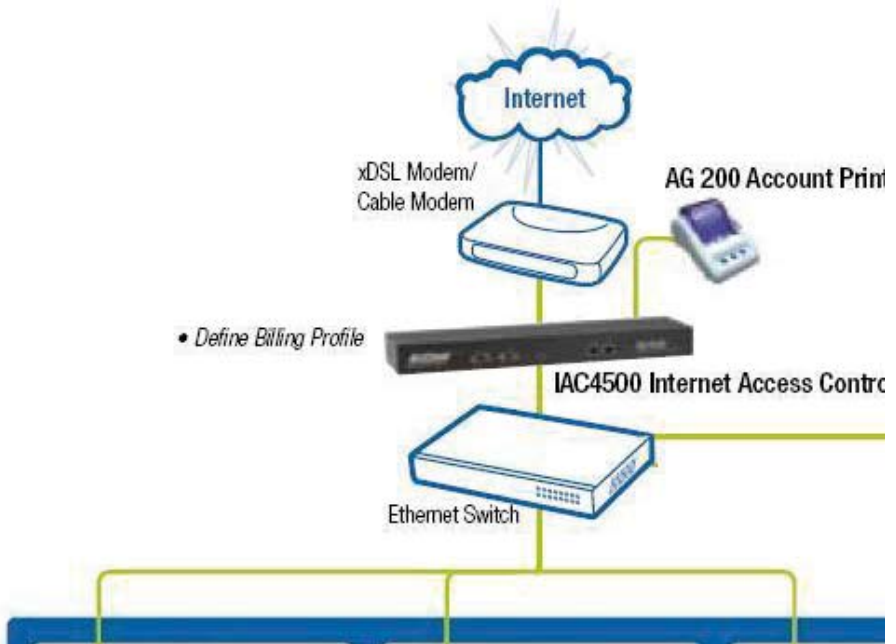 Internet
xDSL Modem/
Cable Modem
AG 200 Account Print
• Define Billing Profile
IAC4500 Internet Access Contro
Ethernet Switch